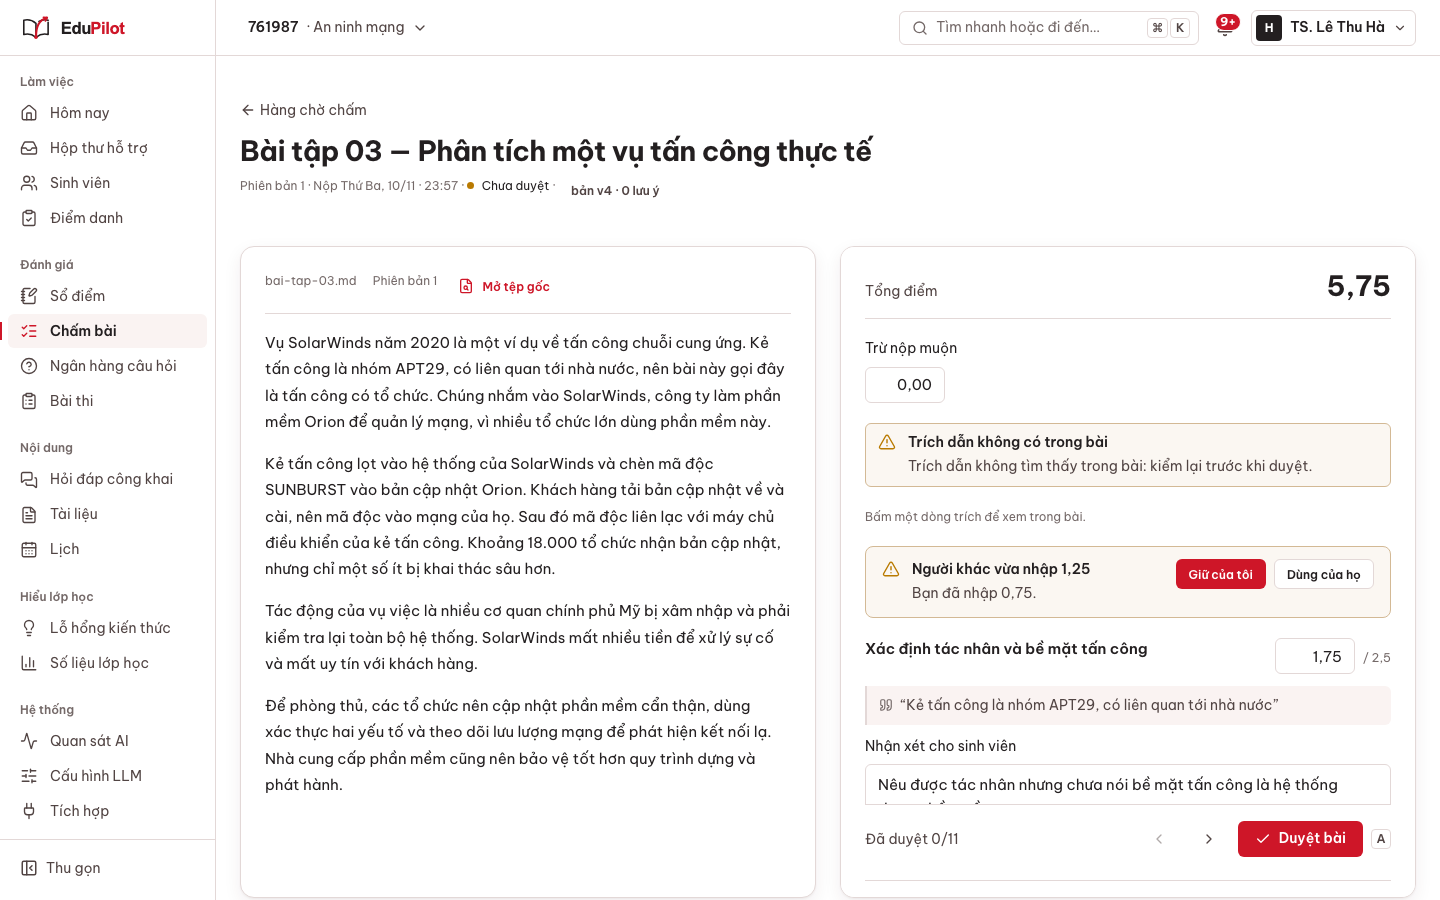 EduPilot
761987 · An ninh mạng
Tìm nhanh hoặc đi đến...
⌘ K
9+
H TS. Lê Thu Hà
Làm việc
Hôm nay
Hộp thư hỗ trợ
Sinh viên
Điểm danh
Đánh giá
Sổ điểm
Chấm bài
Ngân hàng câu hỏi
Bài thi
Nội dung
Hỏi đáp công khai
Tài liệu
Lịch
Hiểu lớp học
Lỗ hổng kiến thức
Số liệu lớp học
Hệ thống
Quan sát AI
Cấu hình LLM
Tích hợp
Thu gọn
Hàng chờ chấm
Bài tập 03 — Phân tích một vụ tấn công thực tế
Phiên bản 1 · Nộp Thứ Ba, 10/11 · 23:57 · Chưa duyệt · bản v4 · 0 lưu ý
bai-tap-03.md Phiên bản 1 Mở tệp gốc
Vụ SolarWinds năm 2020 là một ví dụ về tấn công chuỗi cung ứng. Kẻ
tấn công là nhóm APT29, có liên quan tới nhà nước, nên bài này gọi đây
là tấn công có tổ chức. Chúng nhắm vào SolarWinds, công ty làm phần
mềm Orion để quản lý mạng, vì nhiều tổ chức lớn dùng phần mềm này.
Kẻ tấn công lọt vào hệ thống của SolarWinds và chèn mã độc
SUNBURST vào bản cập nhật Orion. Khách hàng tải bản cập nhật về và
cài, nên mã độc vào mạng của họ. Sau đó mã độc liên lạc với máy chủ
điều khiển của kẻ tấn công. Khoảng 18.000 tổ chức nhận bản cập nhật,
nhưng chỉ một số ít bị khai thác sâu hơn.
Tác động của vụ việc là nhiều cơ quan chính phủ Mỹ bị xâm nhập và phải
kiểm tra lại toàn bộ hệ thống. SolarWinds mất nhiều tiền để xử lý sự cố
và mất uy tín với khách hàng.
Để phòng thủ, các tổ chức nên cập nhật phần mềm cẩn thận, dùng
xác thực hai yếu tố và theo dõi lưu lượng mạng để phát hiện kết nối lạ.
Nhà cung cấp phần mềm cũng nên bảo vệ tốt hơn quy trình dựng và
phát hành.
Tổng điểm 5,75
Trừ nộp muộn
0,00
Trích dẫn không có trong bài
Trích dẫn không tìm thấy trong bài: kiểm lại trước khi duyệt.
Bấm một dòng trích để xem trong bài.
Người khác vừa nhập 1,25
Bạn đã nhập 0,75.
Giữ của tôi
Dùng của họ
Xác định tác nhân và bề mặt tấn công
1,75 / 2,5
“Kẻ tấn công là nhóm APT29, có liên quan tới nhà nước”
Nhận xét cho sinh viên
Nêu được tác nhân nhưng chưa nói bề mặt tấn công là hệ thống
Đã duyệt 0/11
Duyệt bài
A